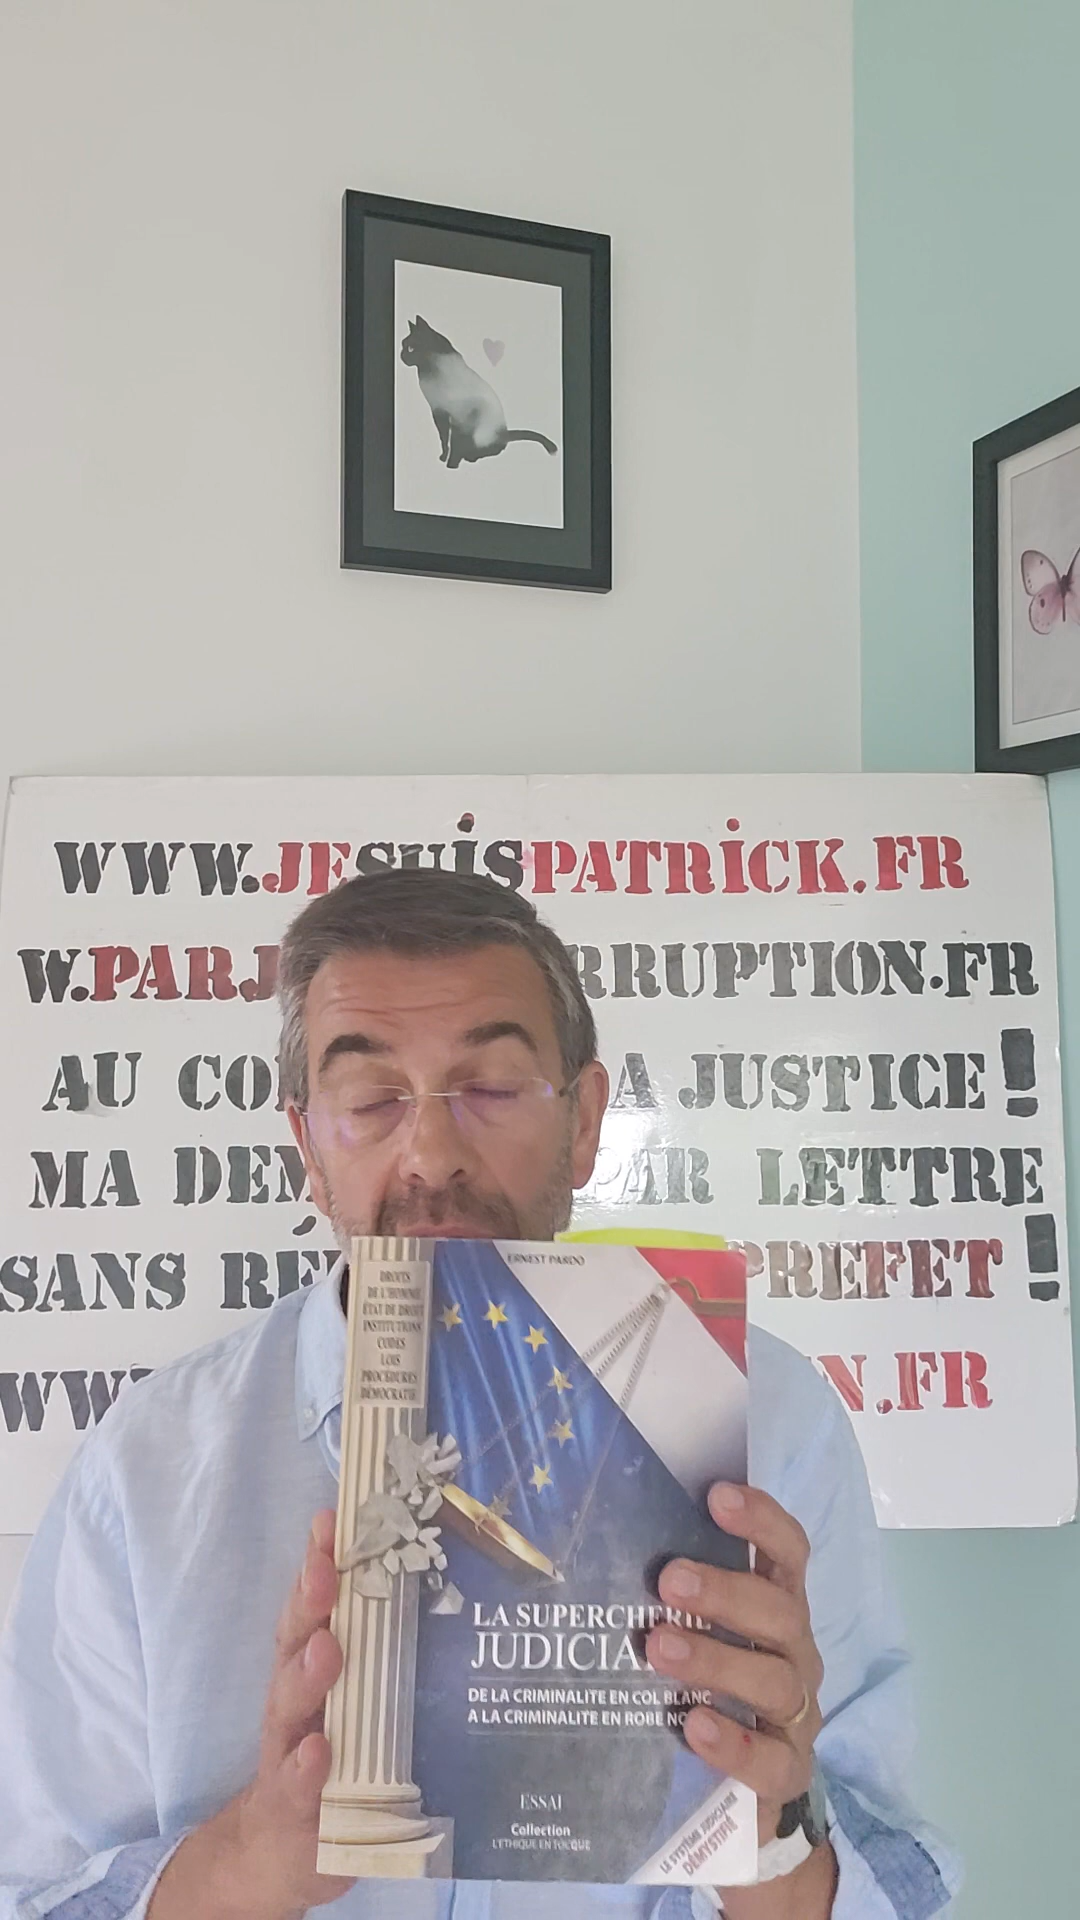 WWW.JESUISPATRICK.FR
W.PARJ RRUPTION.FR
AU CO A JUSTICE !
MA DEM PAR LETTRE
SANS RÉ PREFET !
WW N.FR
ERNEST PARDO
DROITS
DE L'HOMME
ÉTAT DE DROIT
INSTITUTIONS
CODES
LOIS
PROCÉDURES
DÉMOCRATIE
LA SUPERCHERIE
JUDICIAI
DE LA CRIMINALITE EN COL BLANC
A LA CRIMINALITE EN ROBE NO
ESSAI
Collection
L'ETHIQUE EN TOCQUE
LE SYSTÈME JUDICIAIRE
DÉMYSTIFIÉ